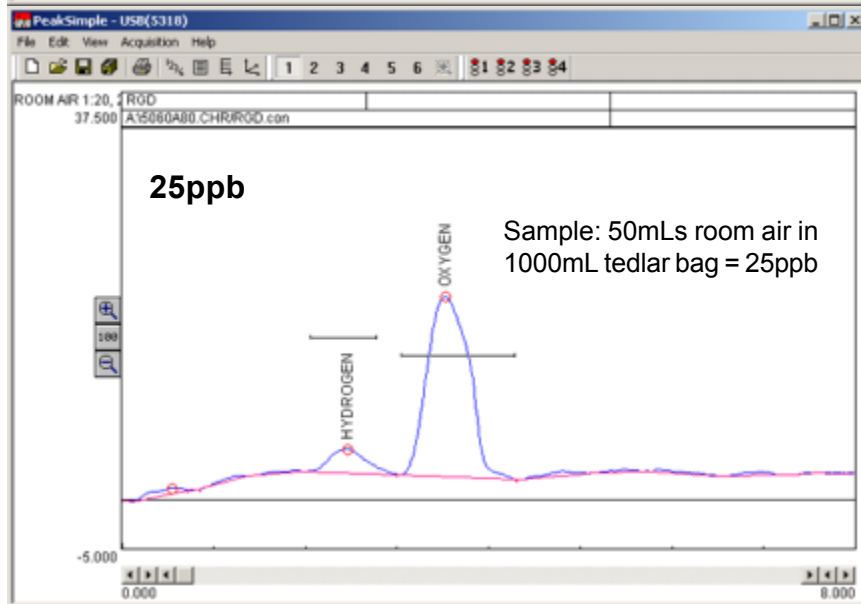 PeakSimple - USB(5318)
File Edit View Acquisition Help
1 2 3 4 5 6 1 2 3 4
ROOM AIR 1:20, 2 RGD
37.500 A:\5060A80.CHR/RGD.con
25ppb
Sample: 50mLs room air in
1000mL tedlar bag = 25ppb
OXYGEN
HYDROGEN
100
-5.000
0.000 8.000